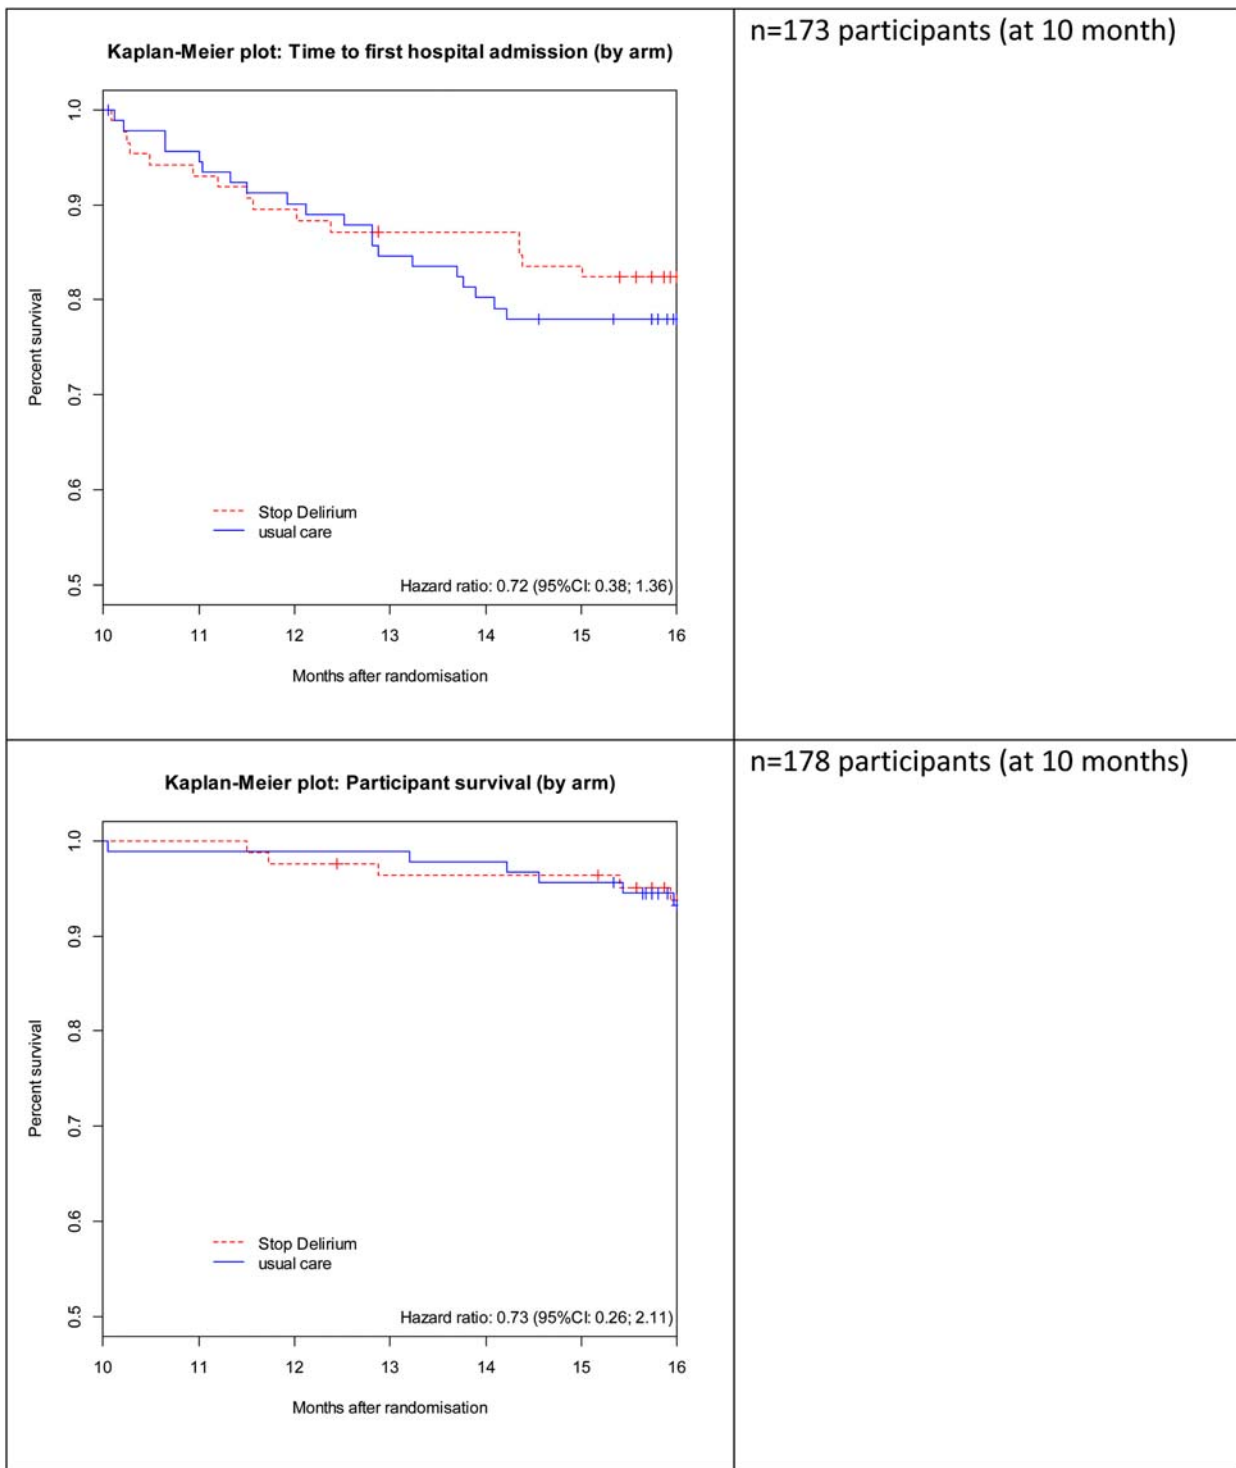 Kaplan-Meier plot: Time to first hospital admission (by arm)
n=173 participants (at 10 month)
Percent survival
1.0
0.9
0.8
0.7
0.6
0.5
Stop Delirium
usual care
Hazard ratio: 0.72 (95%CI: 0.38; 1.36)
10 11 12 13 14 15 16
Months after randomisation
Kaplan-Meier plot: Participant survival (by arm)
n=178 participants (at 10 months)
Percent survival
1.0
0.9
0.8
0.7
0.6
0.5
Stop Delirium
usual care
Hazard ratio: 0.73 (95%CI: 0.26; 2.11)
10 11 12 13 14 15 16
Months after randomisation